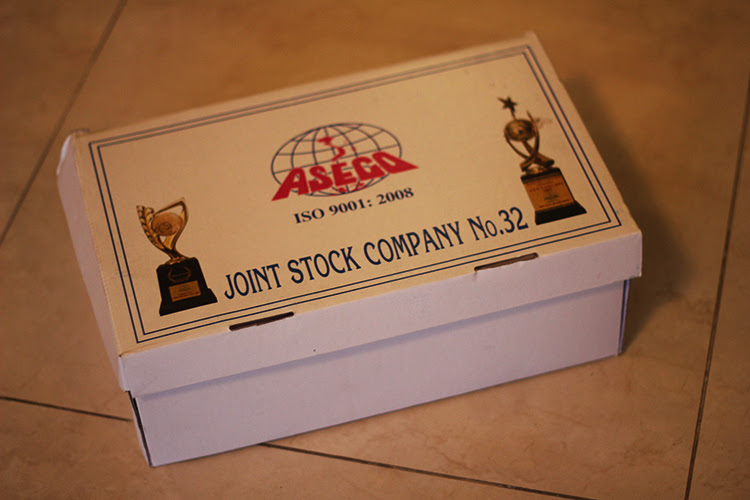 ASECO
ISO 9001: 2008
JOINT STOCK COMPANY No.32